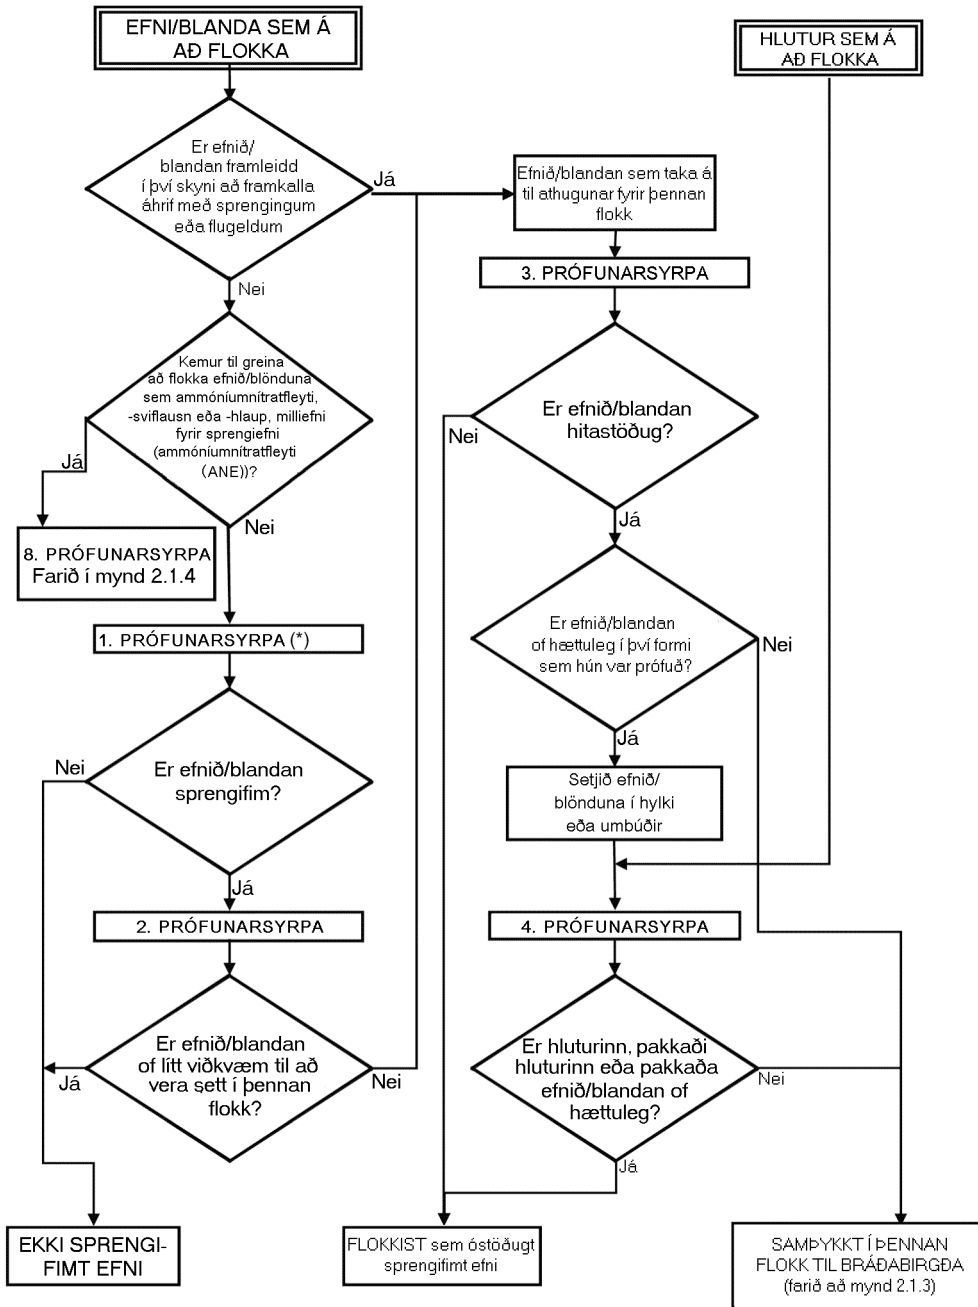 EFNI/BLANDA SEM Á
AÐ FLOKKA
HLUTUR SEM Á
AÐ FLOKKA
Er efnið/
blandan framleidd
í því skyni að framkalla
áhrif með sprengingum
eða flugeldum
Já
Nei
Efnið/blandan sem taka á
til athugunar fyrir þennan
flokk
3. PRÓFUNARSYRPA
Kemur til greina
að flokka efnið/blönduna
sem ammóníumnítratfleyti,
-sviflausn eða -hlaup, milliefni
fyrir sprengiefni
(ammóníumnítratfleyti
(ANE))?
Já
Nei
8. PRÓFUNARSYRPA
Farið í mynd 2.1.4
Er efnið/blandan
hitastöðug?
Nei
Já
1. PRÓFUNARSYRPA (*)
Er efnið/blandan
of hættuleg í því formi
sem hún var prófuð?
Nei
Já
Er efnið/blandan
sprengifim?
Nei
Já
Setjið efnið/
blönduna í hylki
eða umbúðir
2. PRÓFUNARSYRPA
4. PRÓFUNARSYRPA
Er efnið/blandan
of lítt viðkvæm til að
vera sett í þennan
flokk?
Já
Nei
Er hluturinn, pakkaði
hluturinn eða pakkaða
efnið/blandan of
hættuleg?
Nei
Já
EKKI SPRENGI-
FIMT EFNI
FLOKKIST sem óstöðugt
sprengifimt efni
SAMÞYKKT Í ÞENNAN
FLOKK TIL BRÁÐABIRGÐA
(farið að mynd 2.1.3)